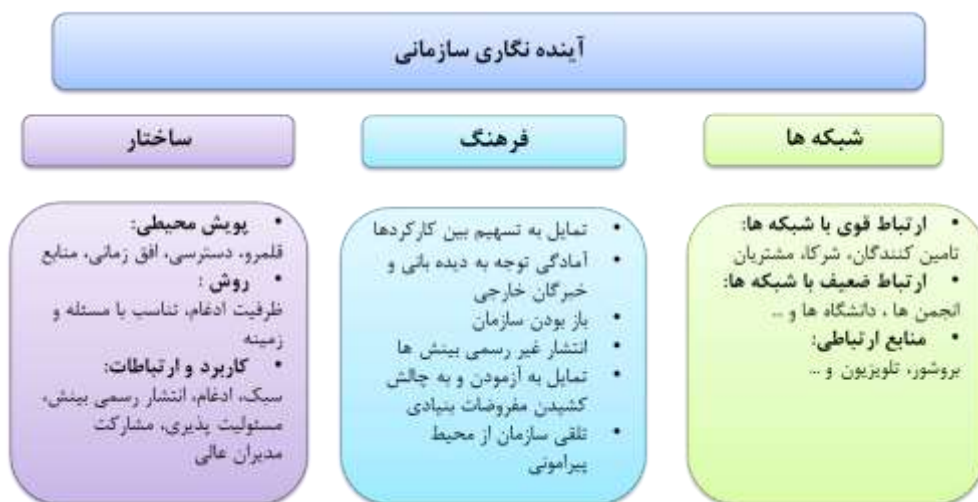 آینده نگاری سازمانی
شبکه ها
فرهنگ
ساختار
• ارتباط قوی با شبکه ها:
تامین کنندگان، شرکا، مشتریان
• ارتباط ضعیف با شبکه ها:
انجمن ها ، دانشگاه ها و ...
• منابع ارتباطی:
بروشور، تلویزیون و ...
• تمایل به تسهیم بین کارکردها
• آمادگی توجه به دیده بانی و
خبرگان خارجی
• باز بودن سازمان
• انتشار غیر رسمی بینش ها
• تمایل به آزمودن و به چالش
کشیدن مفروضات بنیادی
• تلقی سازمان از محیط
پیرامونی
• پویش محیطی:
قلمرو، دسترسی، افق زمانی، منابع
• روش :
ظرفیت ادغام، تناسب با مسئله و
زمینه
• کاربرد و ارتباطات:
سبک، ادغام، انتشار رسمی بینش،
مسئولیت پذیری، مشارکت
مدیران عالی